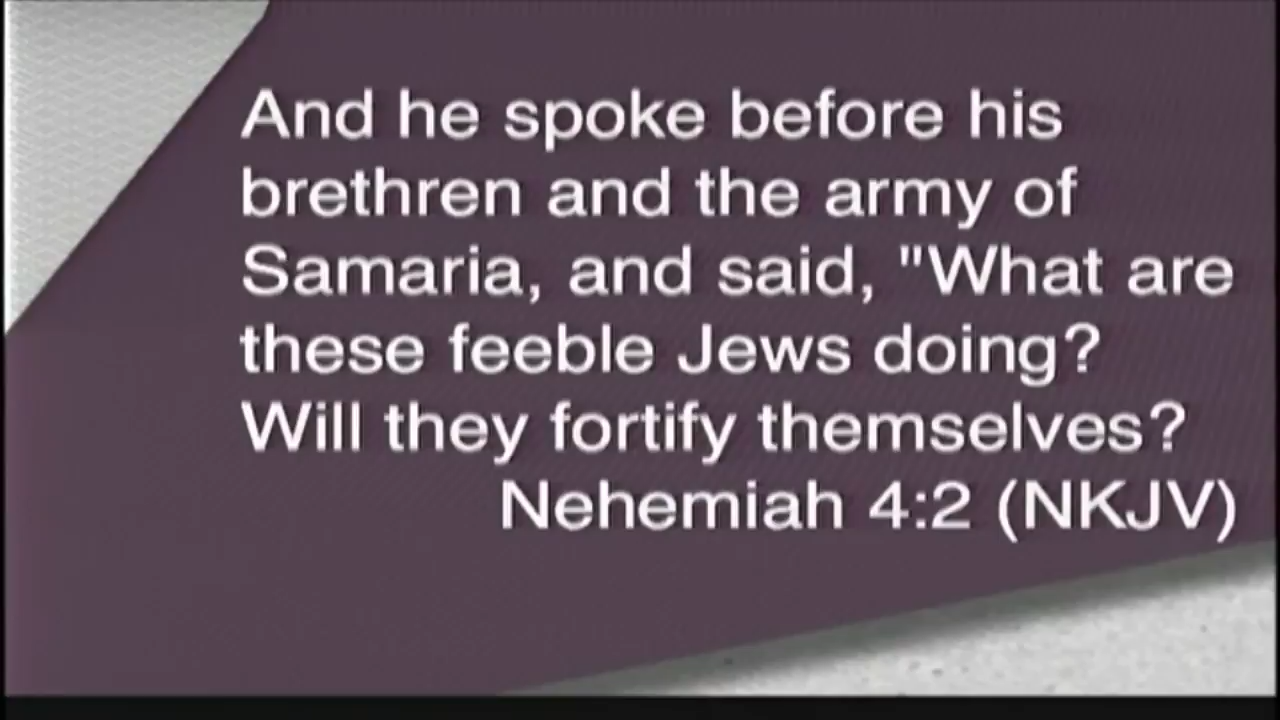 And he spoke before his
brethren and the army of
Samaria, and said, "What are
these feeble Jews doing?
Will they fortify themselves?
Nehemiah 4:2 (NKJV)